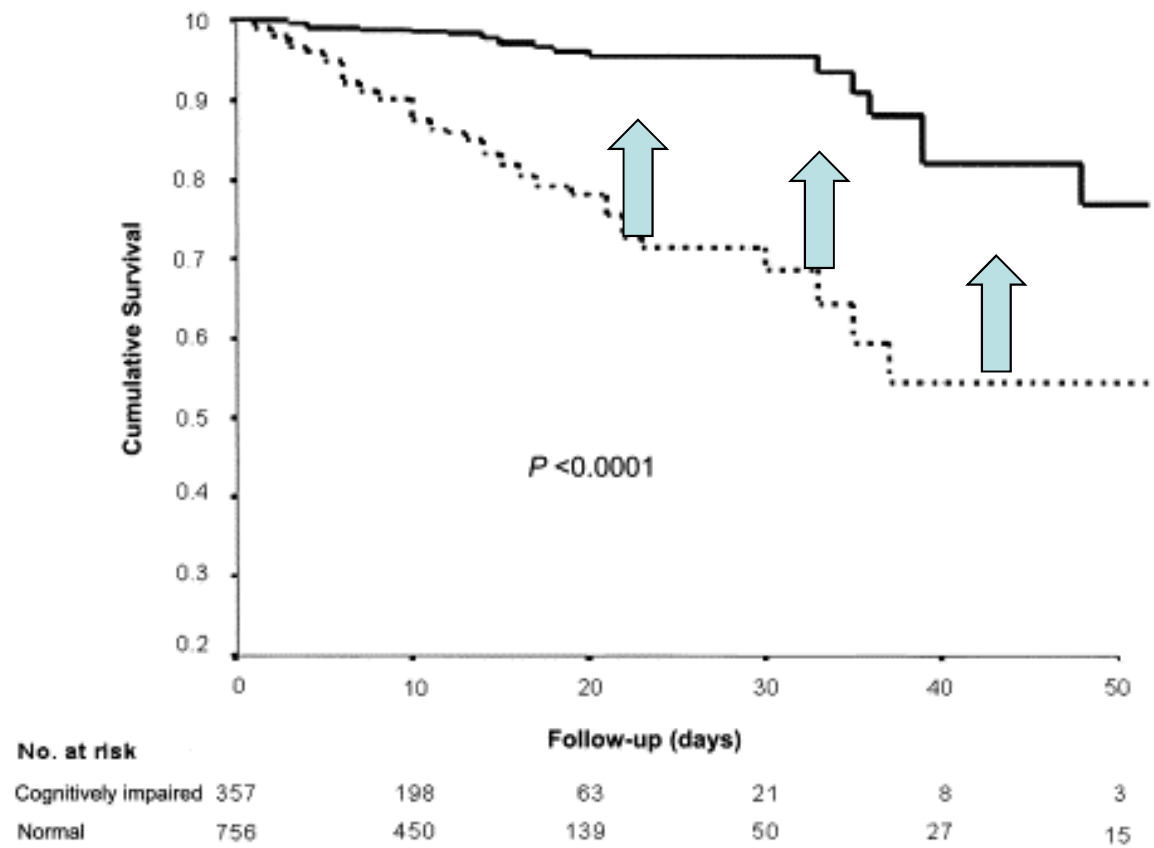 10
0.9
0.8
0.7
0.6
0.5
0.4
0.3
0.2
Cumulative Survival
P <0.0001
0 10 20 30 40 50
Follow-up (days)
No. at risk
Cognitively impaired 357 198 63 21 8 3
Normal 756 450 139 50 27 15